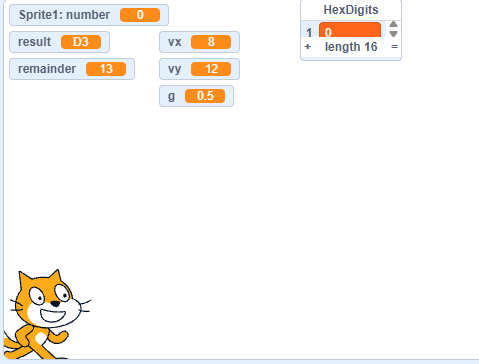 Sprite1: number 0
result D3
remainder 13
vx 8
vy 12
g 0.5
HexDigits
1 0
+ length 16 =